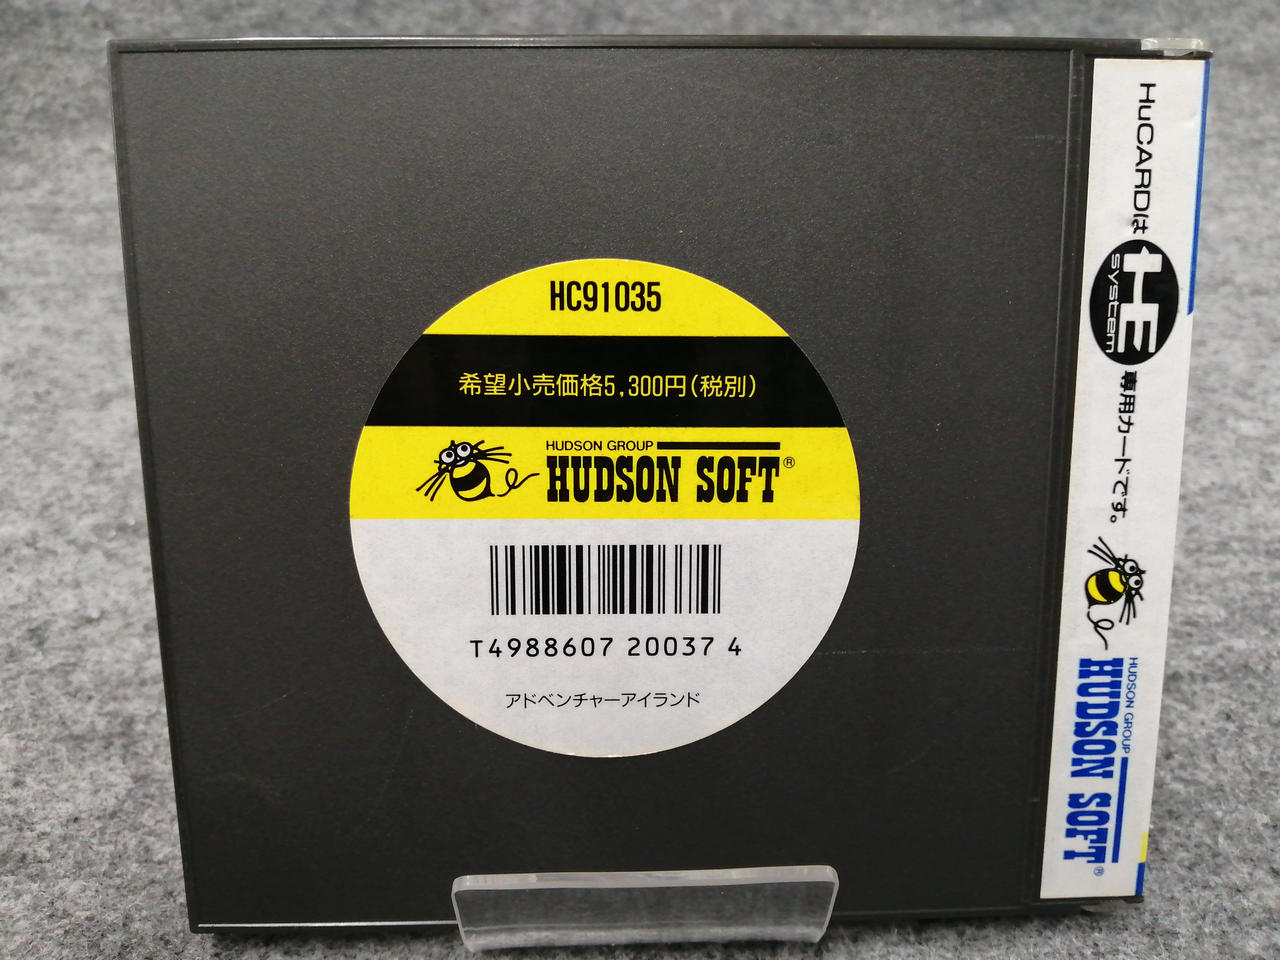 HC91035
希望小売価格5,300円(税別)
HUDSON GROUP
HUDSON SOFT®
T4988607 20037 4
アドベンチャーアイランド
HuCARDは
HE
system
専用カードです。
HUDSON GROUP
HUDSON SOFT®